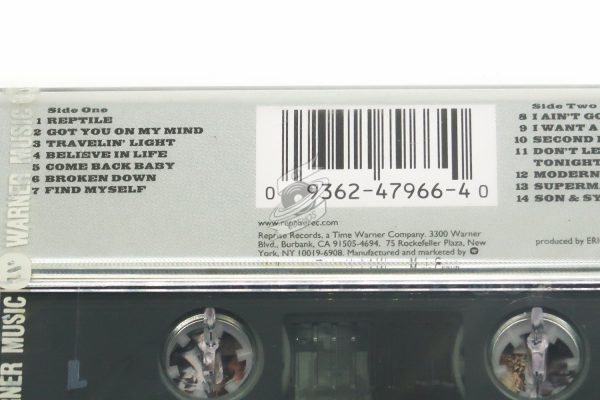 WARNER MUSIC
WARNER MUSIC
Side One
1 REPTILE
2 GOT YOU ON MY MIND
3 TRAVELIN' LIGHT
4 BELIEVE IN LIFE
5 COME BACK BABY
6 BROKEN DOWN
7 FIND MYSELF
0 9362-47966-4 0
www.repriserec.com
Reprise Records, a Time Warner Company. 3300 Warner
Blvd., Burbank, CA 91505-4694. 75 Rockefeller Plaza, New
York, NY 10019-6908. Manufactured and marketed by
Side Two
8 I AIN'T GO
9 I WANT A
10 SECOND
11 DON'T LE
TONIGHT
12 MODERN
13 SUPERMA
14 SON & SY
produced by ERI
L